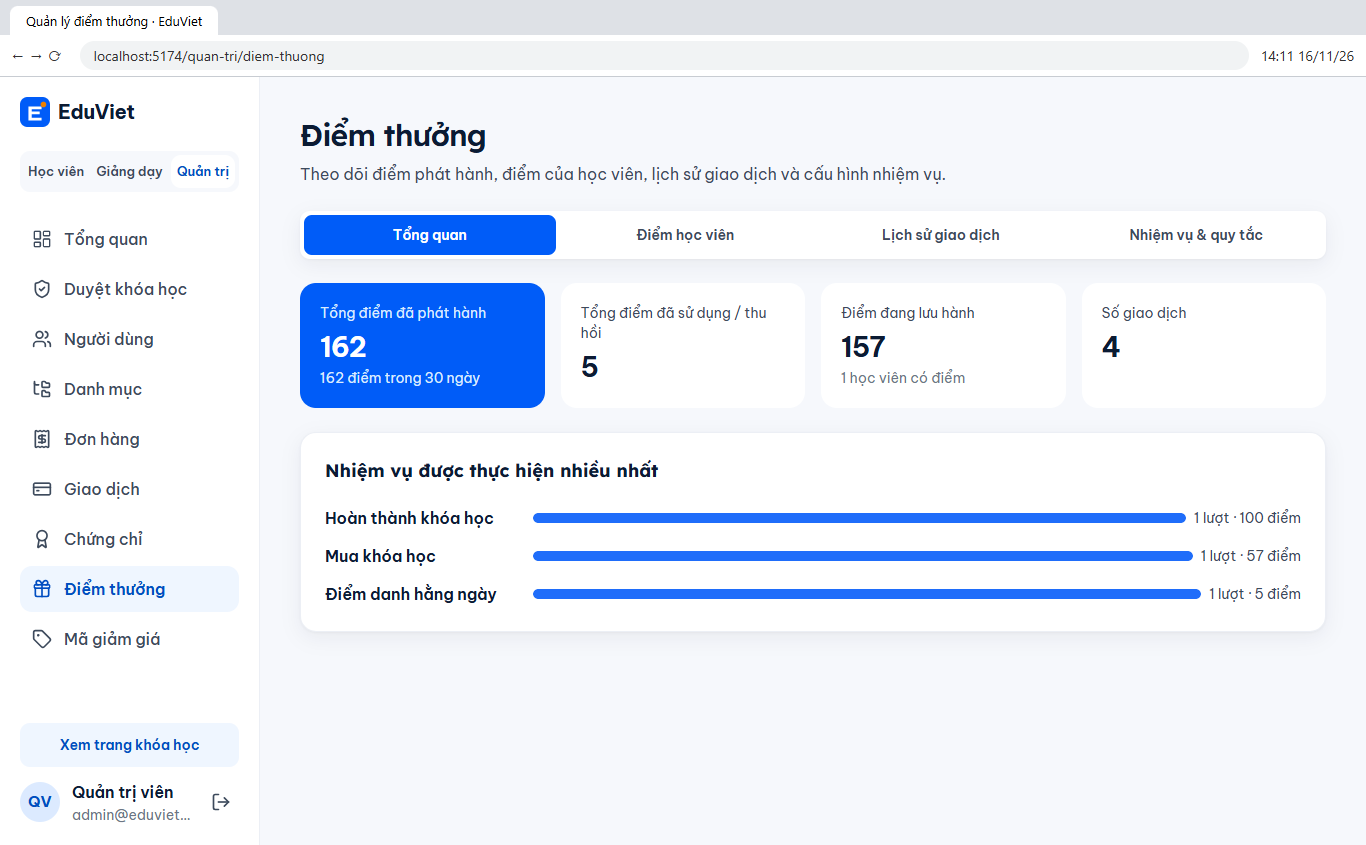 Quản lý điểm thưởng · EduViet
localhost:5174/quan-tri/diem-thuong
14:11 16/11/26
EduViet
Học viên Giảng dạy Quản trị
Tổng quan
Duyệt khóa học
Người dùng
Danh mục
Đơn hàng
Giao dịch
Chứng chỉ
Điểm thưởng
Mã giảm giá
Xem trang khóa học
QV
Quản trị viên
admin@eduviet...
Điểm thưởng
Theo dõi điểm phát hành, điểm của học viên, lịch sử giao dịch và cấu hình nhiệm vụ.
Tổng quan Điểm học viên Lịch sử giao dịch Nhiệm vụ & quy tắc
Tổng điểm đã phát hành
162
162 điểm trong 30 ngày
Tổng điểm đã sử dụng / thu
hồi
5
Điểm đang lưu hành
157
1 học viên có điểm
Số giao dịch
4
Nhiệm vụ được thực hiện nhiều nhất
Hoàn thành khóa học 1 lượt · 100 điểm
Mua khóa học 1 lượt · 57 điểm
Điểm danh hằng ngày 1 lượt · 5 điểm